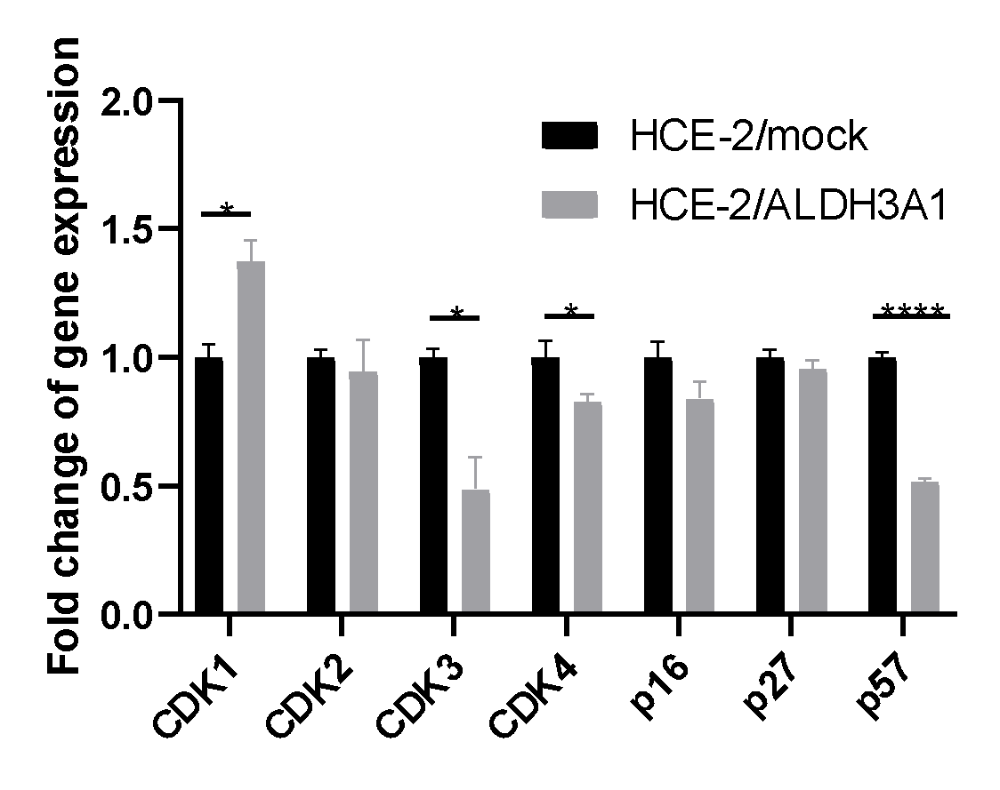 Fold change of gene expression
2.0
1.5
1.0
0.5
0.0
HCE-2/mock
HCE-2/ALDH3A1
*
*
*
****
CDK1
CDK2
CDK3
CDK4
p16
p27
p57